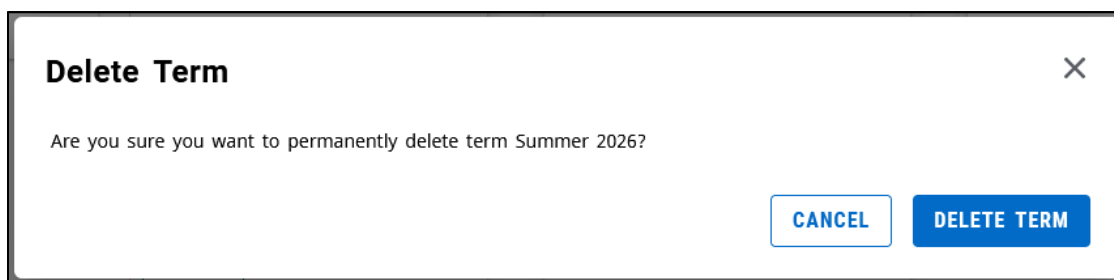 Delete Term
Are you sure you want to permanently delete term Summer 2026?
CANCEL DELETE TERM